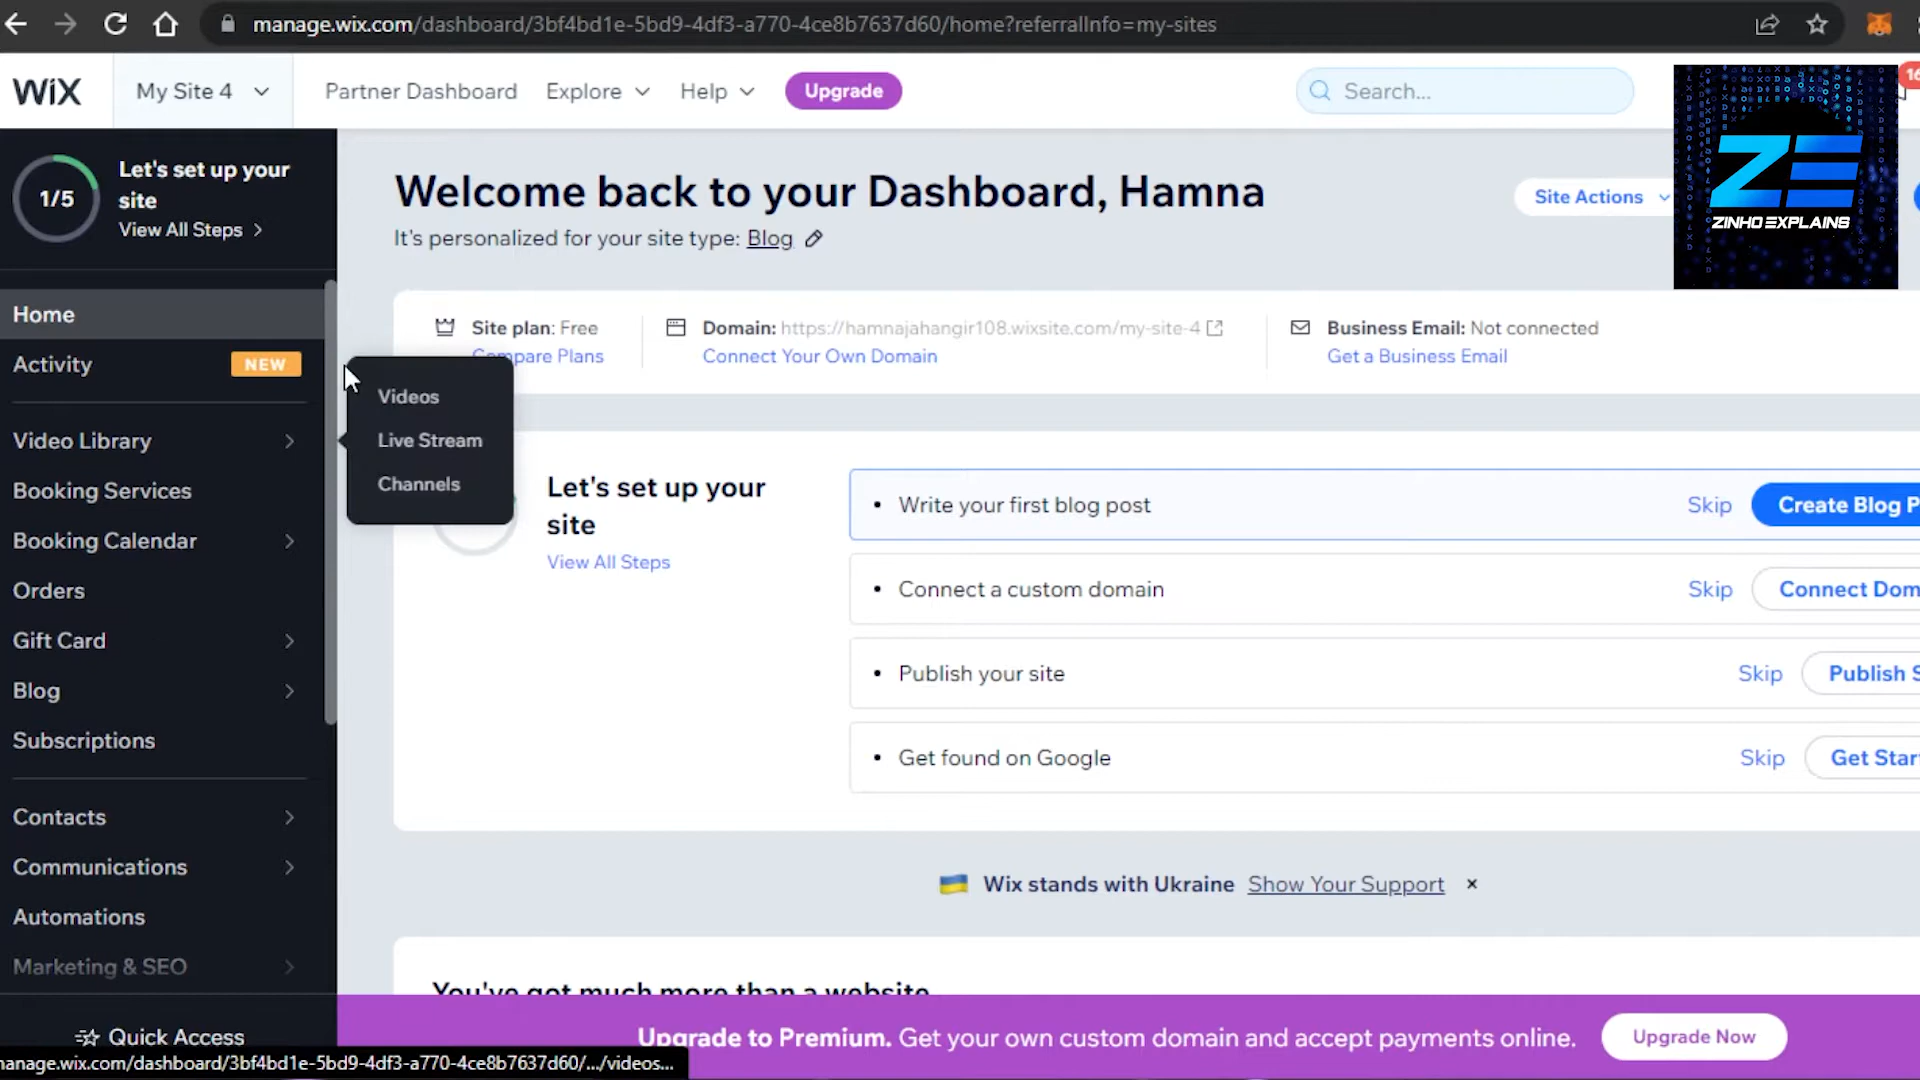 manage.wix.com/dashboard/3bf4bd1e-5bd9-4df3-a770-4ce8b7637d60/home?referralInfo=my-sites
WiX
My Site 4
Partner Dashboard
Explore
Help
Upgrade
Search...
16
1/5
Let's set up your
site
View All Steps
Welcome back to your Dashboard, Hamna
It's personalized for your site type: Blog
Site Actions
ZE
ZINHO EXPLAINS
Home
Activity
NEW
Video Library
Booking Services
Booking Calendar
Orders
Gift Card
Blog
Subscriptions
Contacts
Communications
Automations
Marketing & SEO
Quick Access
Site plan: Free
Compare Plans
Domain: https://hamnajahangir108.wixsite.com/my-site-4
Connect Your Own Domain
Business Email: Not connected
Get a Business Email
Videos
Live Stream
Channels
Let's set up your
site
View All Steps
Write your first blog post
Skip
Create Blog P
Connect a custom domain
Skip
Connect Dom
Publish your site
Skip
Publish S
Get found on Google
Skip
Get Star
Wix stands with Ukraine Show Your Support
You've got much more than a website
Upgrade to Premium. Get your own custom domain and accept payments online.
Upgrade Now
nanage.wix.com/dashboard/3bf4bd1e-5bd9-4df3-a770-4ce8b7637d60/.../videos...